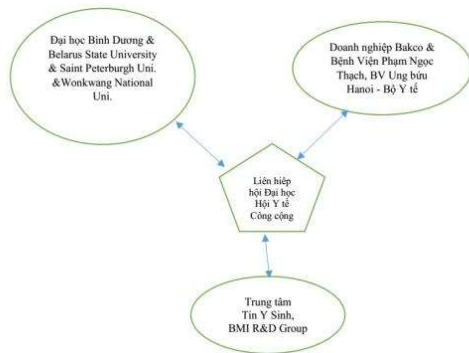 Đại học Bình Dương &
Belarus State University
& Saint Peterburgh Uni.
&Wonkwang National
Uni.
Doanh nghiệp Bakco &
Bệnh Viện Phạm Ngọc
Thạch, BV Ung bứu
Hanoi - Bộ Y tế
Liên hiêp
hội Đại học
Hội Y tế
Công cộng
Trung tâm
Tin Y Sinh,
BMI R&D Group